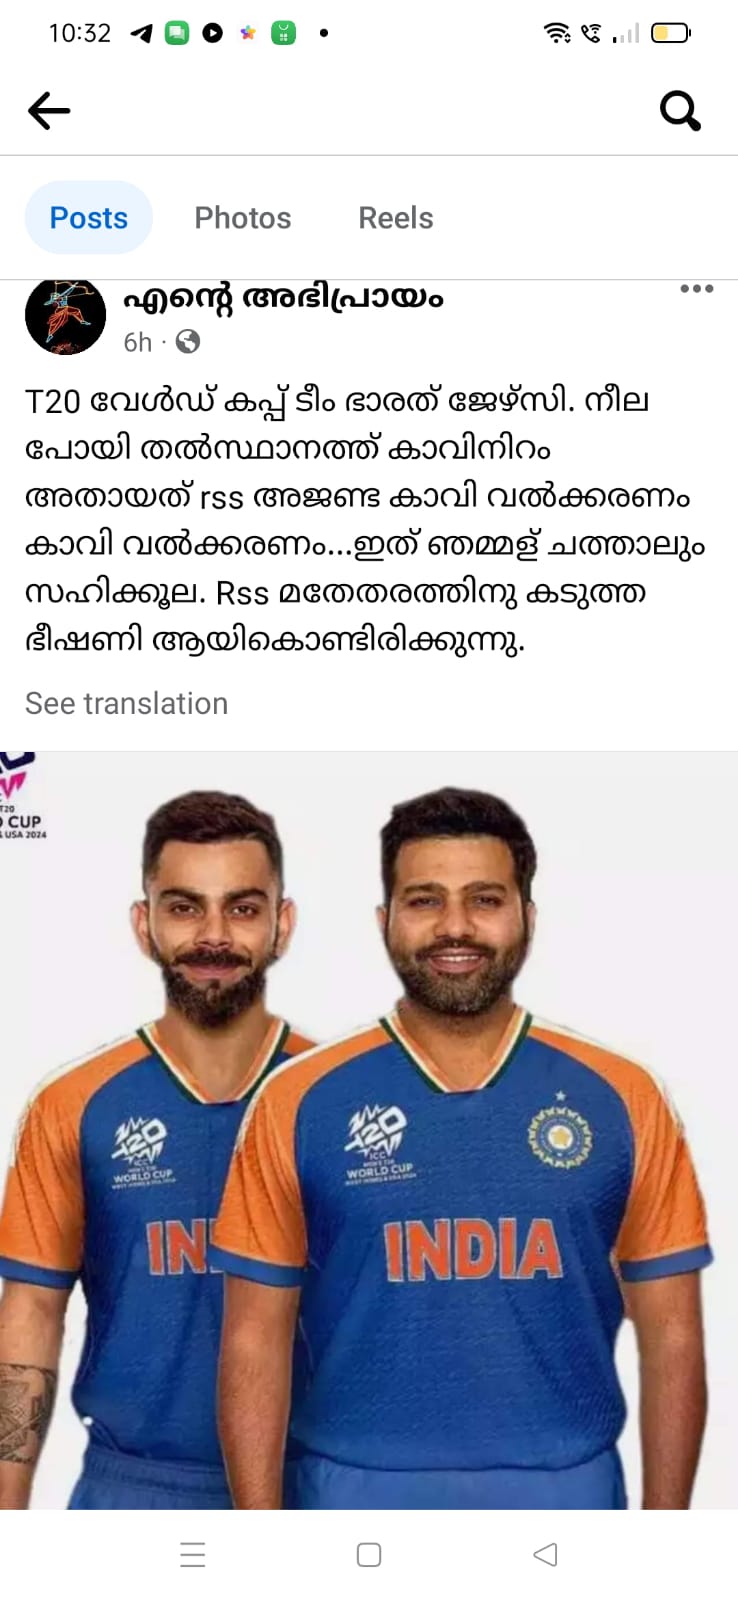 10:32
Posts Photos Reels
എന്റെ അഭിപ്രായം
6h ·
T20 വേൾഡ് കപ്പ് ടീം ഭാരത് ജേഴ്സി. നീല
പോയി തൽസ്ഥാനത്ത് കാവിനിറം
അതായത് rss അജണ്ട കാവി വൽക്കരണം
കാവി വൽക്കരണം...ഇത് ഞമ്മള് ചത്താലും
സഹിക്കൂല. Rss മതേതരത്തിനു കടുത്ത
ഭീഷണി ആയികൊണ്ടിരിക്കുന്നു.
See translation
T20
CUP
USA 2024
T20
ICC
WORLD CUP
IN
T20
ICC
WORLD CUP
INDIA